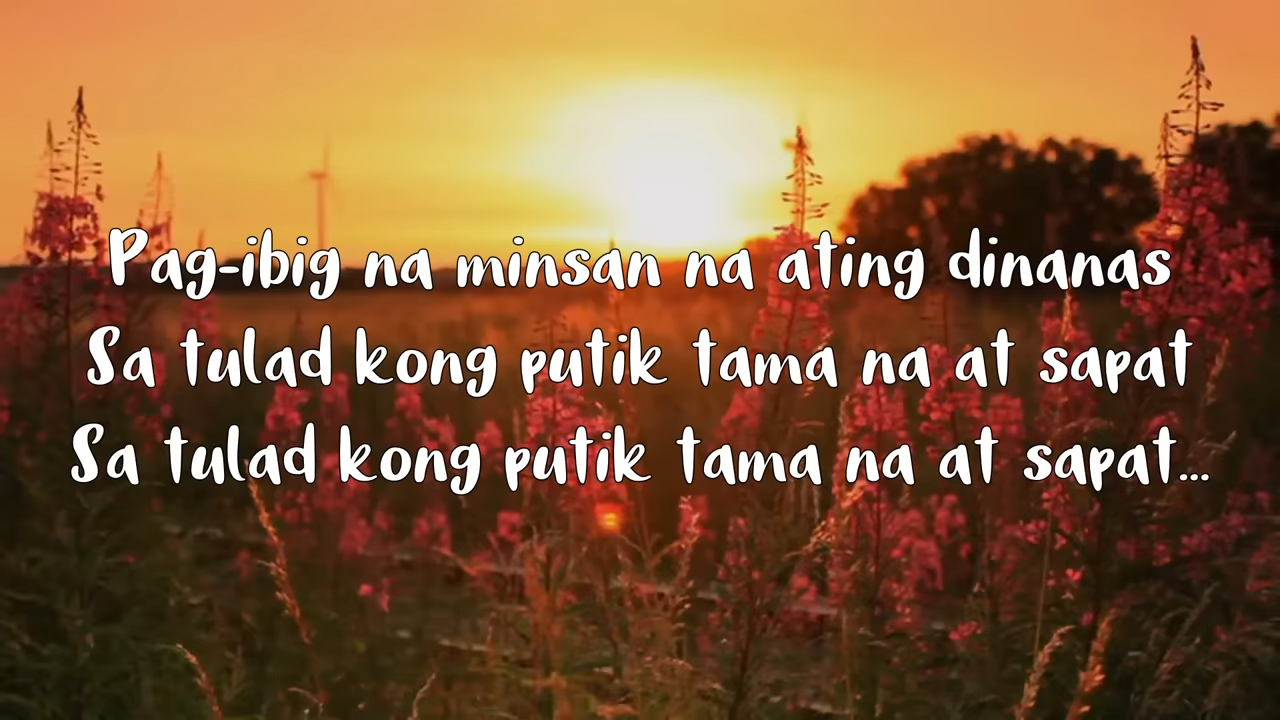 Pag-ibig na minsan na ating dinanas
Sa tulad kong putik tama na at sapat
Sa tulad kong putik tama na at sapat...